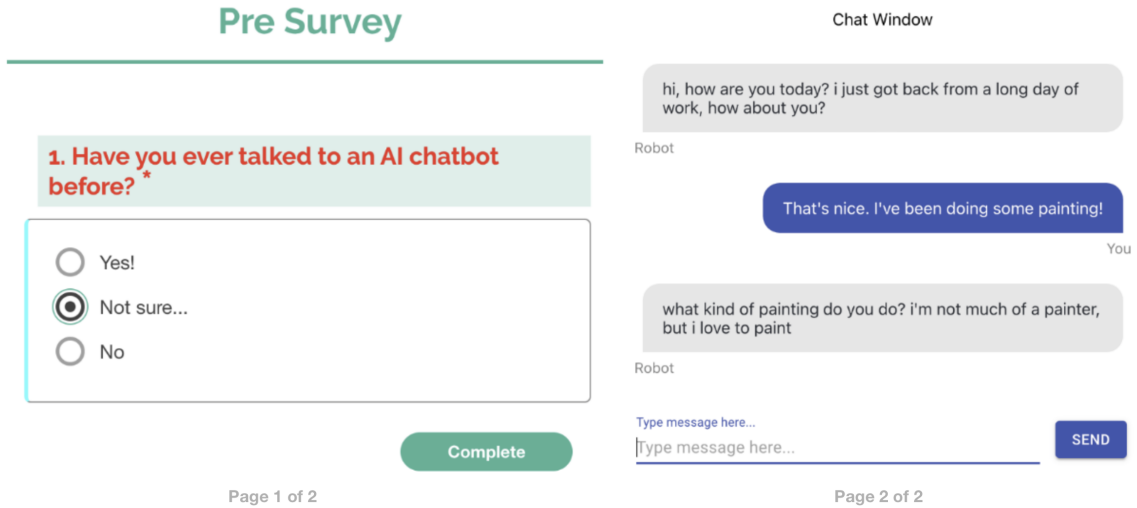 Pre Survey
1. Have you ever talked to an AI chatbot
before? *
Yes!
Not sure...
No
Complete
Page 1 of 2
Chat Window
hi, how are you today? i just got back from a long day of
work, how about you?
Robot
That's nice. I've been doing some painting!
You
what kind of painting do you do? i'm not much of a painter,
but i love to paint
Robot
Type message here...
Type message here...
SEND
Page 2 of 2